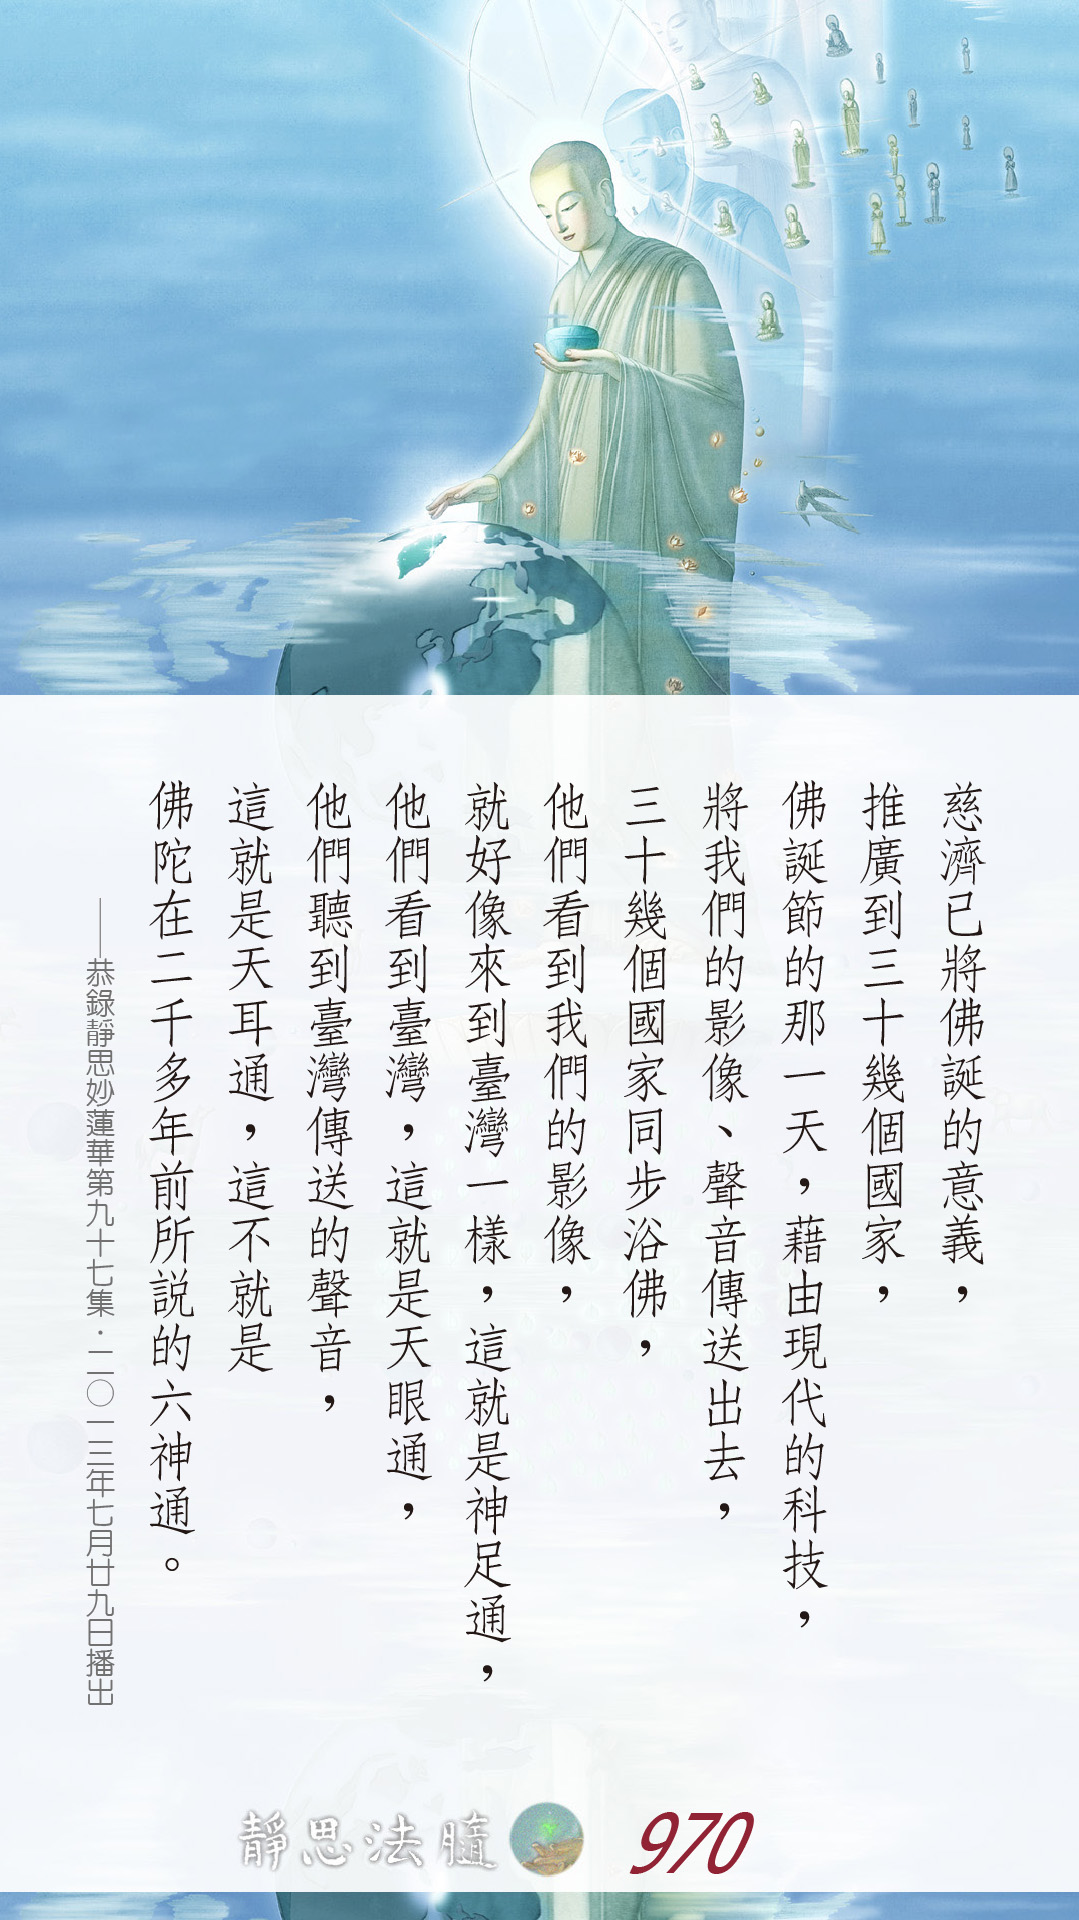 慈濟已將佛誕的意義，
推廣到三十幾個國家，
佛誕節的那一天，藉由現代的科技，
將我們的影像、聲音傳送出去，
三十幾個國家同步浴佛，
他們看到我們的影像，
就好像來到臺灣一樣，這就是神足通，
他們看到臺灣，這就是天眼通，
他們聽到臺灣傳送的聲音，
這就是天耳通，這不就是
佛陀在二千多年前所説的六神通。
——恭錄靜思妙蓮華第九十七集．二〇一三年七月廿九日播出
靜思法髓 970